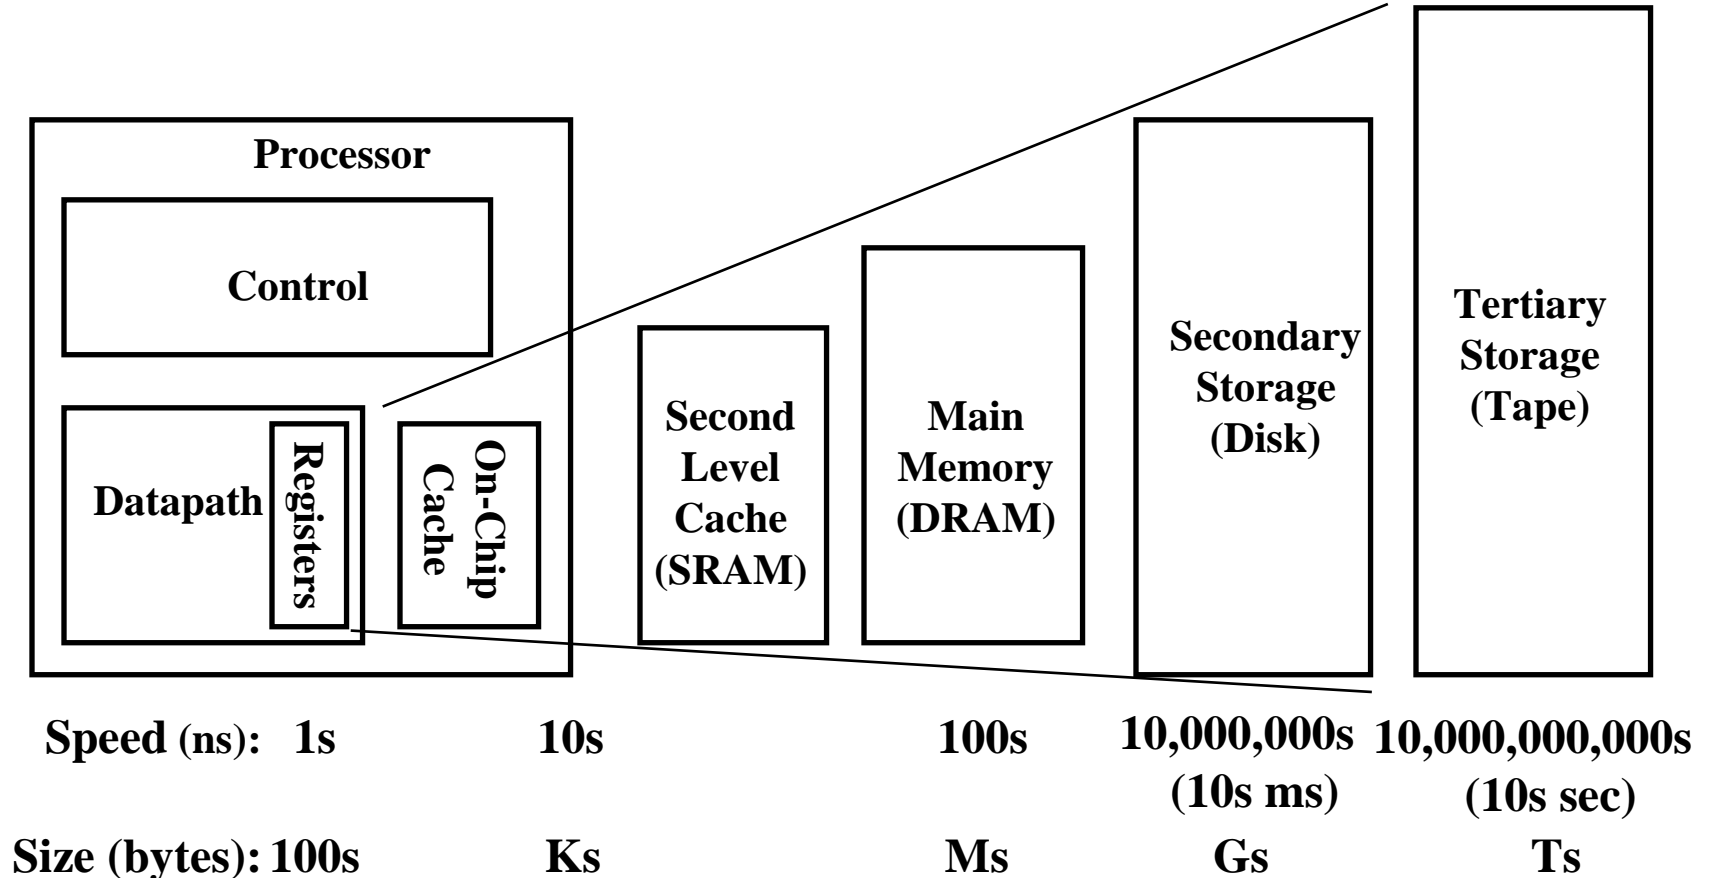 Processor
Control
Datapath
Registers
On-Chip
Cache
Second
Level
Cache
(SRAM)
Main
Memory
(DRAM)
Secondary
Storage
(Disk)
Tertiary
Storage
(Tape)
Speed (ns): 1s 10s 100s 10,000,000s 10,000,000,000s
(10s ms) (10s sec)
Size (bytes): 100s Ks Ms Gs Ts